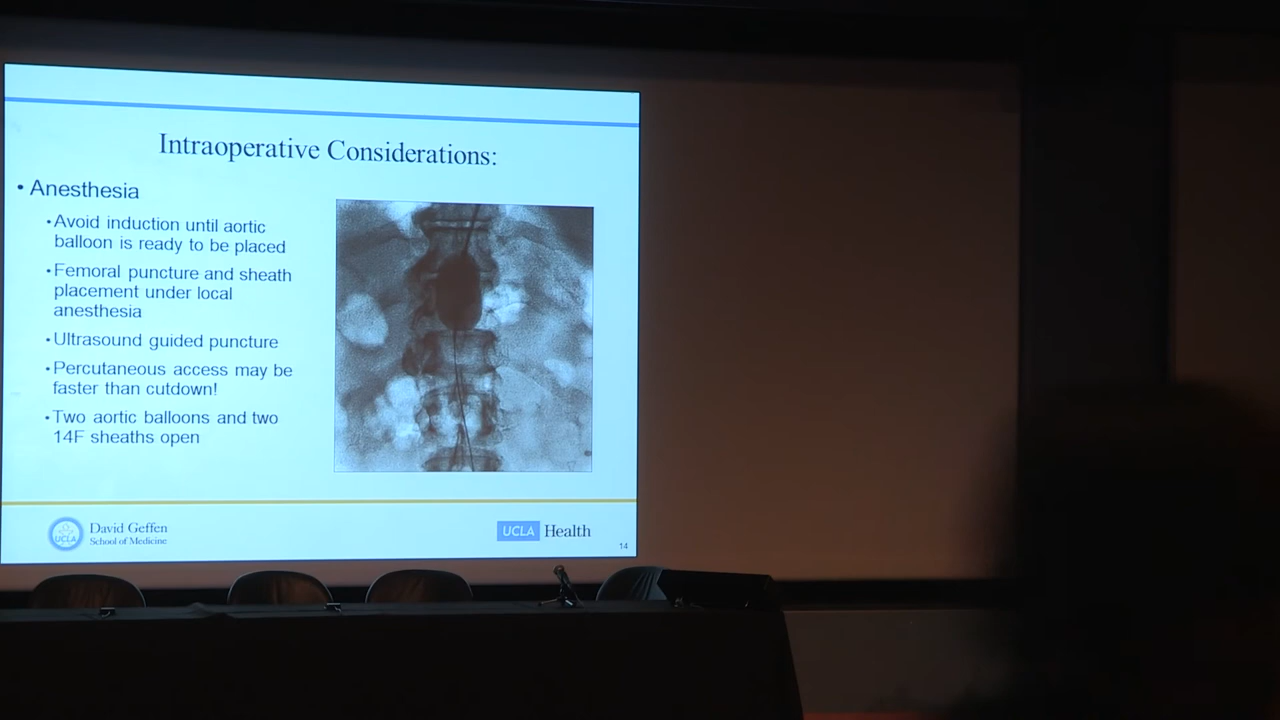 Intraoperative Considerations:
• Anesthesia
•Avoid induction until aortic
balloon is ready to be placed
•Femoral puncture and sheath
placement under local
anesthesia
•Ultrasound guided puncture
•Percutaneous access may be
faster than cutdown!
•Two aortic balloons and two
14F sheaths open
UCLA
David Geffen
School of Medicine
UCLA Health
14